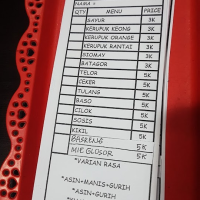 NAMA :
QTY MENU PRICE
SAYUR 3K
KERUPUK KEONG 3K
KERUPUK ORANGE 3K
KERUPUK RANTAI 3K
SIOMAY 3K
BATAGOR 3K
TELOR 5K
CEKER 5K
TULANG 5K
BASO 5K
CILOK 5K
SOSIS 5K
KIKIL 5K
BASRENG 5K
MIE GLOSOR 5K
*VARIAN RASA
*ASIN+MANIS+GURIH
*ASIN+GURIH